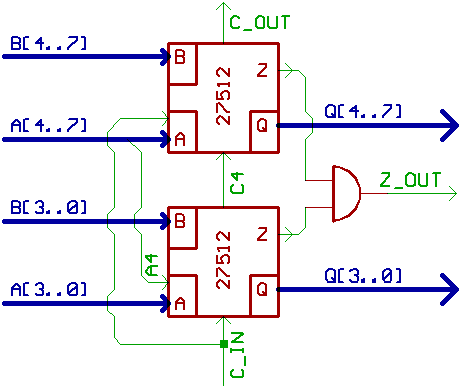 C_OUT
B[4..7]
B
Z
27512
A[4..7]
A
Q
Q[4..7]
C4
Z_OUT
B[3..0]
B
Z
27512
A4
A[3..0]
A
Q
Q[3..0]
C_IN